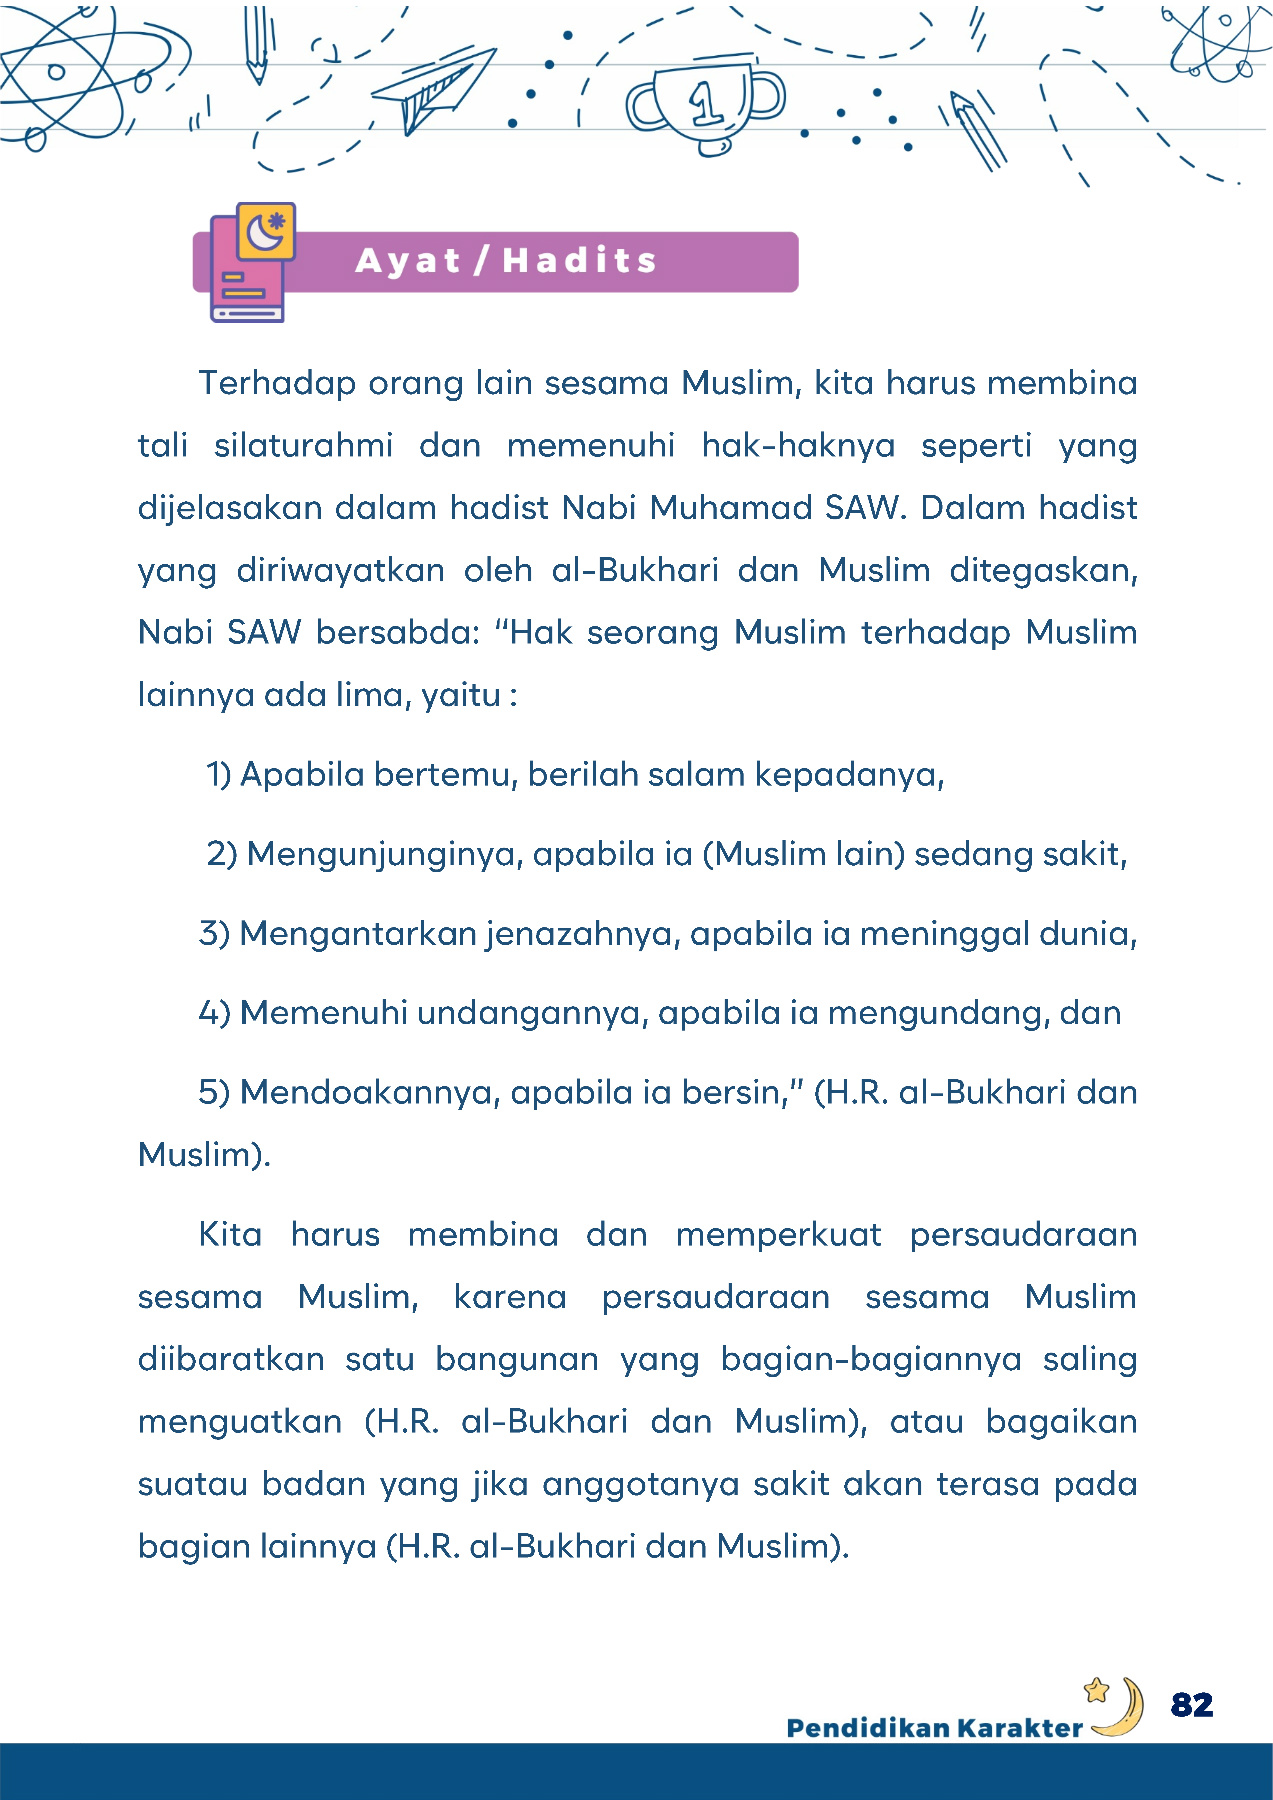 1
Ayat / Hadits
Terhadap orang lain sesama Muslim, kita harus membina
tali silaturahmi dan memenuhi hak-haknya seperti yang
dijelasakan dalam hadist Nabi Muhamad SAW. Dalam hadist
yang diriwayatkan oleh al-Bukhari dan Muslim ditegaskan,
Nabi SAW bersabda: “Hak seorang Muslim terhadap Muslim
lainnya ada lima, yaitu :
1) Apabila bertemu, berilah salam kepadanya,
2) Mengunjunginya, apabila ia (Muslim lain) sedang sakit,
3) Mengantarkan jenazahnya, apabila ia meninggal dunia,
4) Memenuhi undangannya, apabila ia mengundang, dan
5) Mendoakannya, apabila ia bersin,” (H.R. al-Bukhari dan
Muslim).
Kita harus membina dan memperkuat persaudaraan
sesama Muslim, karena persaudaraan sesama Muslim
diibaratkan satu bangunan yang bagian-bagiannya saling
menguatkan (H.R. al-Bukhari dan Muslim), atau bagaikan
suatau badan yang jika anggotanya sakit akan terasa pada
bagian lainnya (H.R. al-Bukhari dan Muslim).
Pendidikan Karakter
82